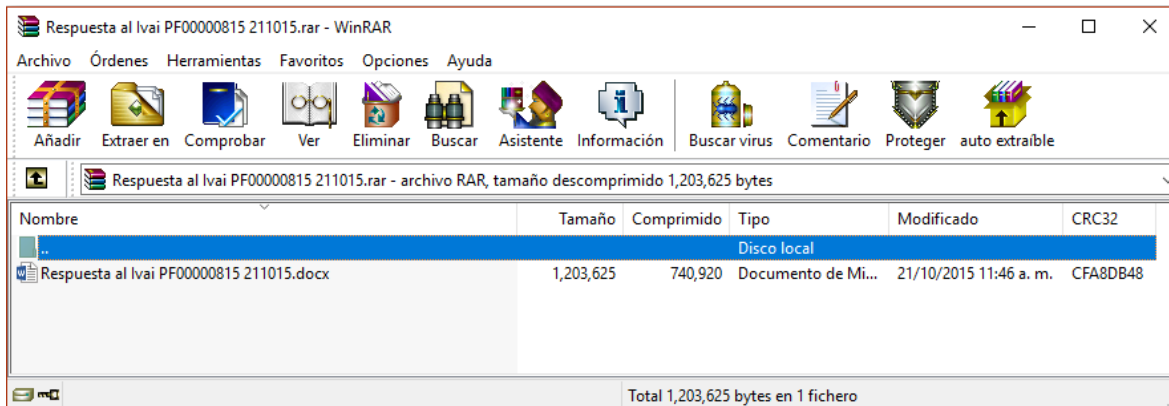 Respuesta al Ivai PF00000815 211015.rar - WinRAR
Archivo Órdenes Herramientas Favoritos Opciones Ayuda
Añadir Extraer en Comprobar Ver Eliminar Buscar Asistente Información Buscar virus Comentario Proteger auto extraíble
Respuesta al Ivai PF00000815 211015.rar - archivo RAR, tamaño descomprimido 1,203,625 bytes
Nombre Tamaño Comprimido Tipo Modificado CRC32
.. Disco local
Respuesta al Ivai PF00000815 211015.docx 1,203,625 740,920 Documento de Mi... 21/10/2015 11:46 a. m. CFA8DB48
Total 1,203,625 bytes en 1 fichero